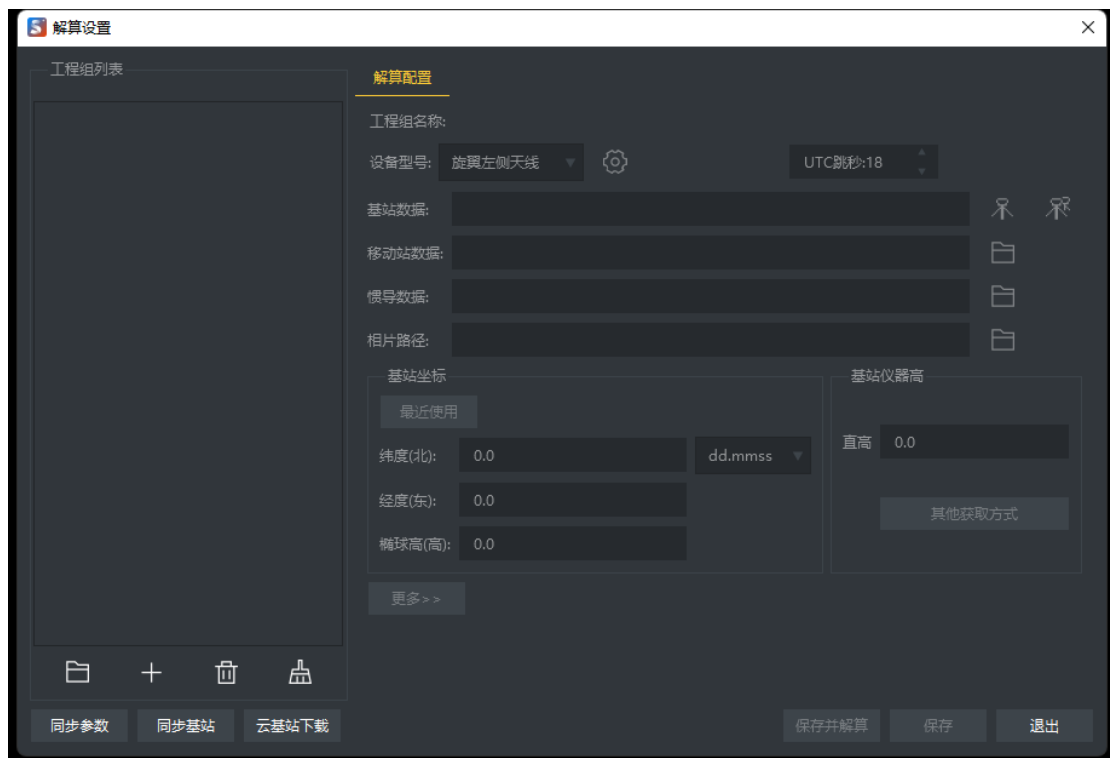 解算设置
工程组列表
解算配置
工程组名称:
设备型号: 旋翼左侧天线 UTC跳秒:18
基站数据:
移动站数据:
惯导数据:
相片路径:
基站坐标 基站仪器高
最近使用
纬度(北): 0.0 dd.mmss 直高 0.0
经度(东): 0.0 其他获取方式
椭球高(高): 0.0
更多>>
同步参数 同步基站 云基站下载 保存并解算 保存 退出